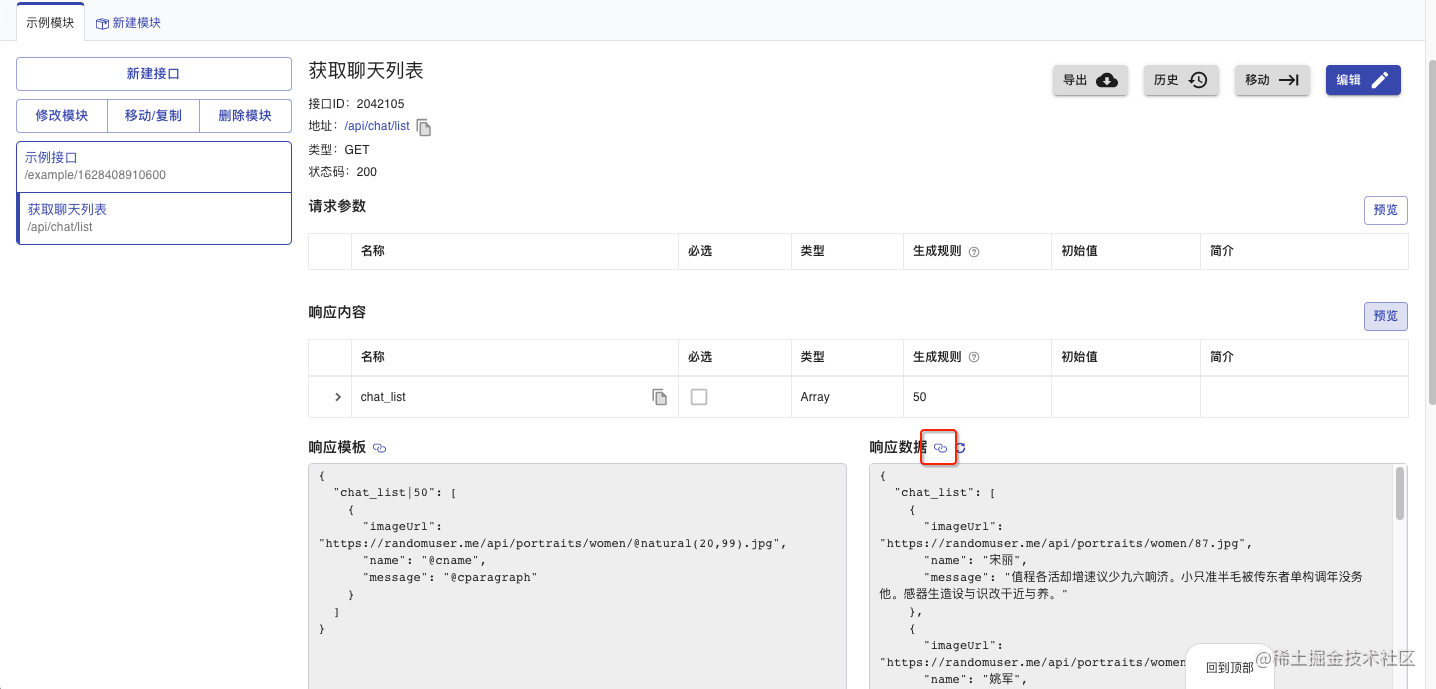 示例模块 新建模块
新建接口
修改模块 移动/复制 删除模块
示例接口
/example/1628408910600
获取聊天列表
/api/chat/list
获取聊天列表
导出 历史 移动 编辑
接口ID: 2042105
地址: /api/chat/list
类型: GET
状态码: 200
请求参数
预览
名称 必选 类型 生成规则 初始值 简介
响应内容
预览
名称 必选 类型 生成规则 初始值 简介
chat_list Array 50
响应模板
{
"chat_list|50": [
{
"imageUrl":
"https://randomuser.me/api/portraits/women/@natural(20,99).jpg",
"name": "@cname",
"message": "@cparagraph"
}
]
}
响应数据
{
"chat_list": [
{
"imageUrl":
"https://randomuser.me/api/portraits/women/87.jpg",
"name": "宋丽",
"message": "值程各活却增速议少九六响济。小只准半毛被传东者单构调年没务
他。感器生造设与识改干近与养。"
},
{
"imageUrl":
"https://randomuser.me/api/portraits/women
"name": "姚军",
回到顶部
@稀土掘金技术社区